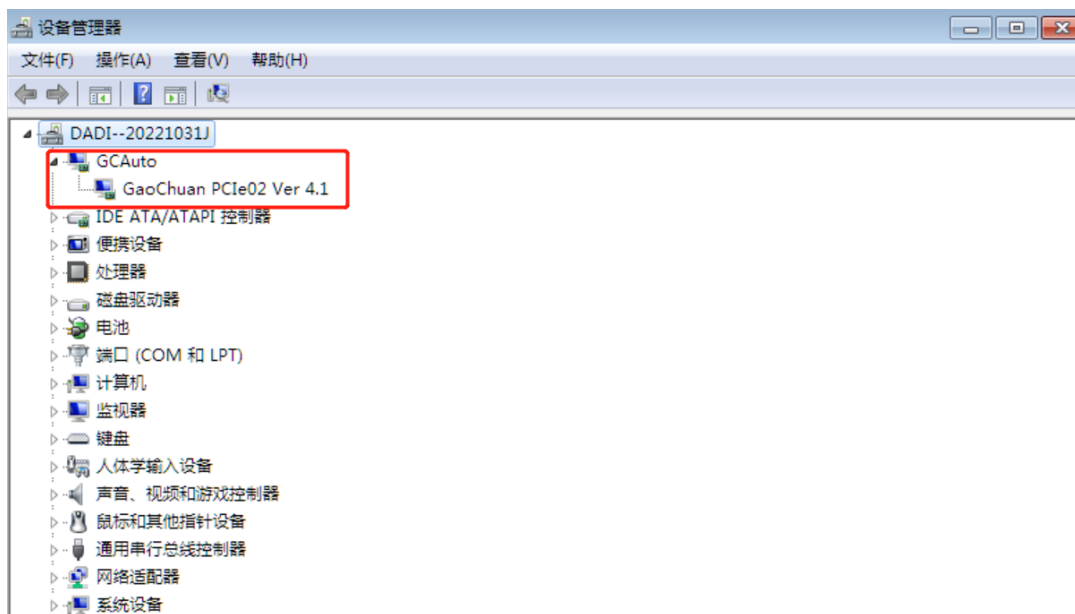 设备管理器
文件(F) 操作(A) 查看(V) 帮助(H)
DADI--20221031J
GCAuto
GaoChuan PCIe02 Ver 4.1
IDE ATA/ATAPI 控制器
便携设备
处理器
磁盘驱动器
电池
端口 (COM 和 LPT)
计算机
监视器
键盘
人体学输入设备
声音、视频和游戏控制器
鼠标和其他指针设备
通用串行总线控制器
网络适配器
系统设备